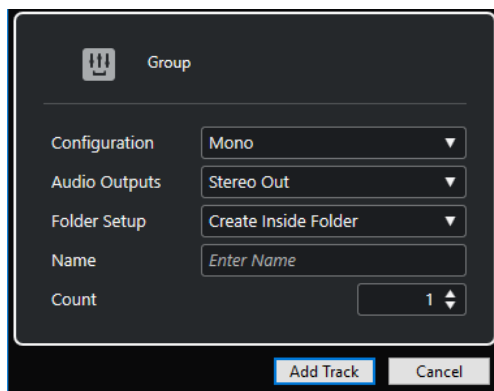 Group
Configuration Mono
Audio Outputs Stereo Out
Folder Setup Create Inside Folder
Name Enter Name
Count 1
Add Track Cancel